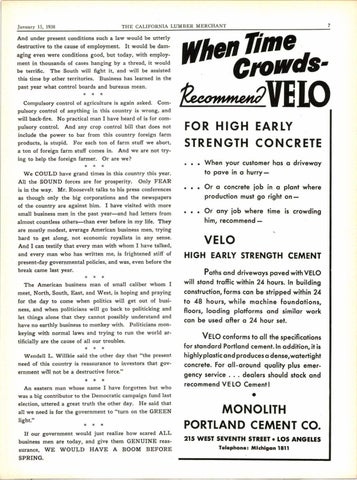 January 15, 1938
THE CALIFORNIA LUMBER MERCHANT
7
And under present conditions such a law would be utterly
destructive to the cause of employment. It would be dam-
aging even were conditions good, but today, with employ-
ment in thousands of cases hanging by a thread, it would
be terrific. The South will fight it, and will be assisted
this time by other territories. Business has learned in the
past year what control boards and bureaus mean.
* * *
Compulsory control of agriculture is again asked. Com-
pulsory control of anything in this country is wrong, and
will back-fire. No practical man I have heard of is for com-
pulsory control. And any crop control bill that does not
include the power to bar from this country foreign farm
products, is stupid. For each ton of farm stuff we abort,
a ton of foreign farm stuff comes in. And we are not try-
ing to help the foreign farmer. Or are we?
* * *
We COULD have grand times in this country this year.
All the SOUND forces are for prosperity. Only FEAR
is in the way. Mr. Roosevelt talks to his press conferences
as though only the big corporations and the newspapers
of the country are against him. I have visited with more
small business men in the past year—and had letters from
almost countless others—than ever before in my life. They
are mostly modest, average American business men, trying
hard to get along, not economic royalists in any sense.
And I can testify that every man with whom I have talked,
and every man who has written me, is frightened stiff of
present-day governmental policies, and was, even before the
break came last year.
* * *
The American business man of small caliber whom I
meet, North, South, East, and West, is hoping and praying
for the day to come when politics will get out of busi-
ness, and when politicians will go back to politicking and
let things alone that they cannot possibly understand and
have no earthly business to monkey with. Politicians mon-
keying with normal laws and trying to run the world ar-
tificially are the cause of all our troubles.
* * *
Wendell L. Willkie said the other day that "the present
need of this country is reassurance to investors that gov-
ernment will not be a destructive force."
* * *
An eastern man whose name I have forgotten but who
was a big contributor to the Democratic campaign fund last
election, uttered a great truth the other day. He said that
all we need is for the government to "turn on the GREEN
light."
* * *
If our government would just realize how scared ALL
business men are today, and give them GENUINE reas-
surance, WE WOULD HAVE A BOOM BEFORE
SPRING.
When Time
Crowds-
Recommend VELO
FOR HIGH EARLY
STRENGTH CONCRETE
. . . When your customer has a driveway
to pave in a hurry—
. . . Or a concrete job in a plant where
production must go right on—
. . . Or any job where time is crowding
him, recommend—
VELO
HIGH EARLY STRENGTH CEMENT
Paths and driveways paved with VELO
will stand traffic within 24 hours. In building
construction, forms can be stripped within 24
to 48 hours, while machine foundations,
floors, loading platforms and similar work
can be used after a 24 hour set.
VELO conforms to all the specifications
for standard Portland cement. In addition, it is
highly plastic and produces a dense, watertight
concrete. For all-around quality plus emer-
gency service . . . dealers should stock and
recommend VELO Cement!
•
MONOLITH
PORTLAND CEMENT CO.
215 WEST SEVENTH STREET • LOS ANGELES
Telephone: MIchigan 1811